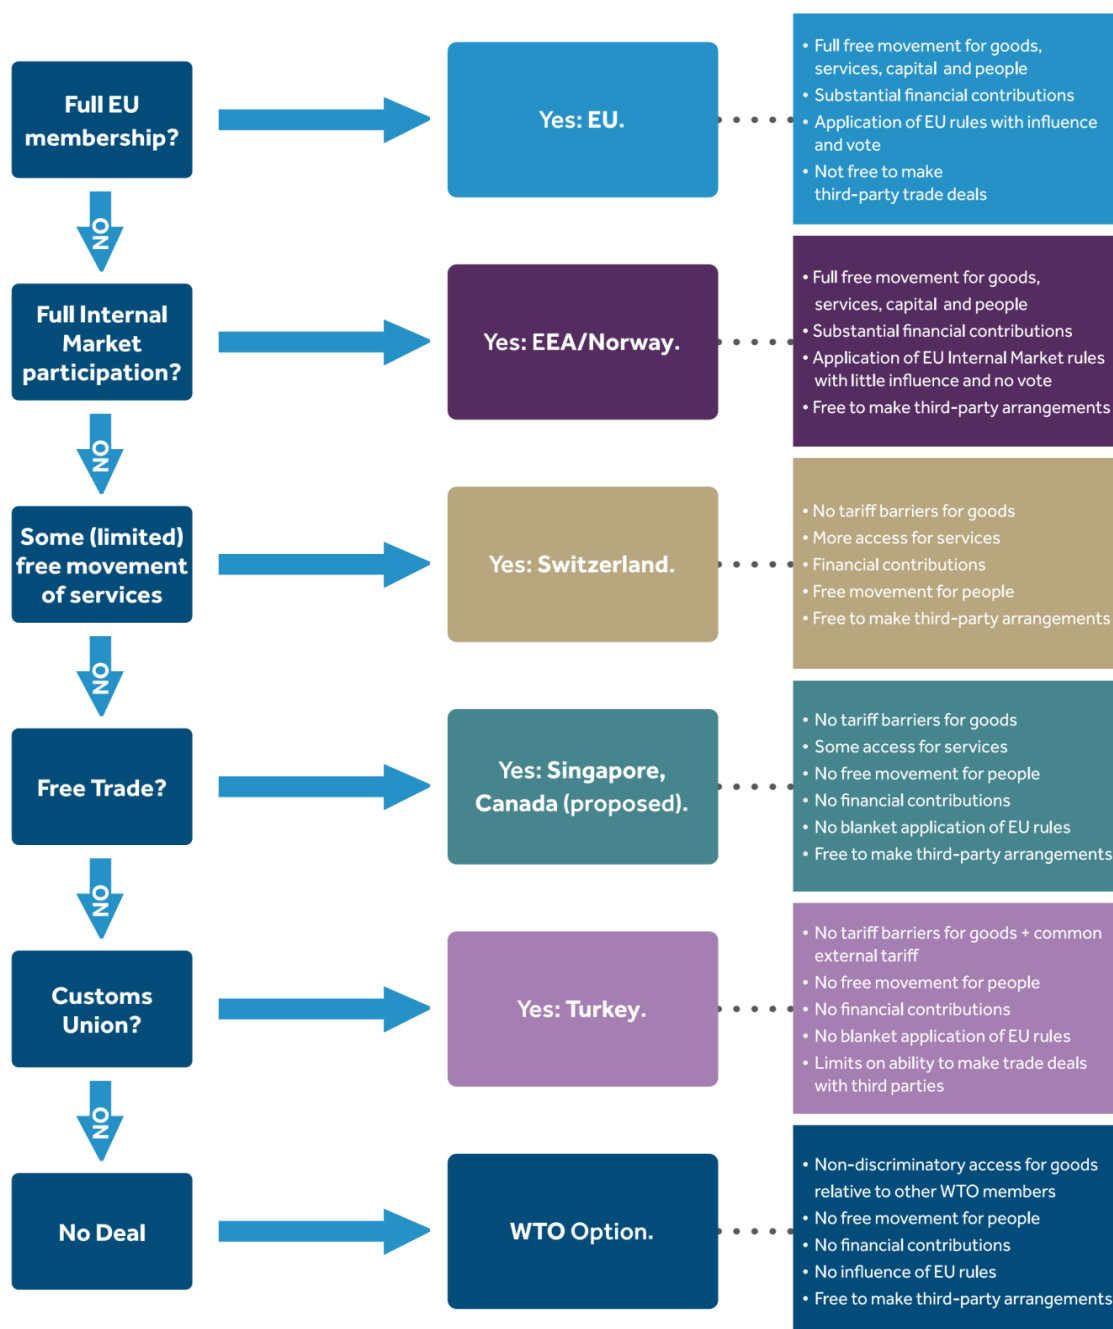 Full EU
membership?
Yes: EU.
• Full free movement for goods,
services, capital and people
• Substantial financial contributions
• Application of EU rules with influence
and vote
• Not free to make
third-party trade deals
NO
Full Internal
Market
participation?
Yes: EEA/Norway.
• Full free movement for goods,
services, capital and people
• Substantial financial contributions
• Application of EU Internal Market rules
with little influence and no vote
• Free to make third-party arrangements
NO
Some (limited)
free movement
of services
Yes: Switzerland.
• No tariff barriers for goods
• More access for services
• Financial contributions
• Free movement for people
• Free to make third-party arrangements
NO
Free Trade?
Yes: Singapore,
Canada (proposed).
• No tariff barriers for goods
• Some access for services
• No free movement for people
• No financial contributions
• No blanket application of EU rules
• Free to make third-party arrangements
NO
Customs
Union?
Yes: Turkey.
• No tariff barriers for goods + common
external tariff
• No free movement for people
• No financial contributions
• No blanket application of EU rules
• Limits on ability to make trade deals
with third parties
NO
No Deal
WTO Option.
• Non-discriminatory access for goods
relative to other WTO members
• No free movement for people
• No financial contributions
• No influence of EU rules
• Free to make third-party arrangements